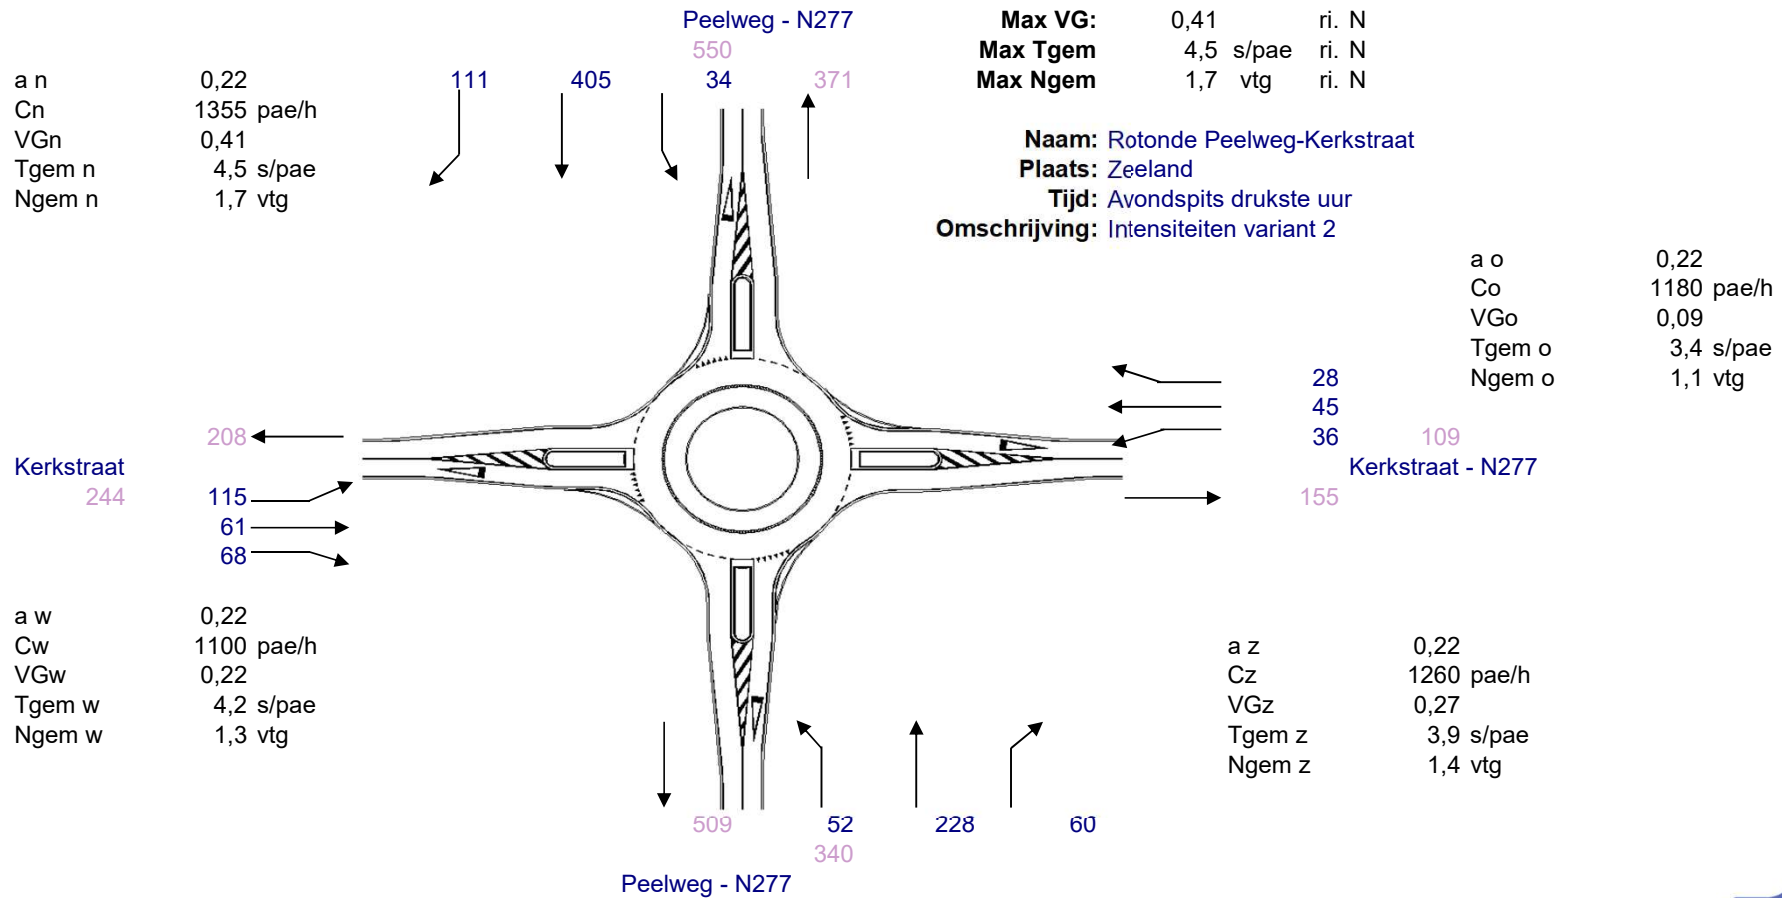 Peelweg - N277
550
111 405 34 371
a n 0,22
Cn 1355 pae/h
VGn 0,41
Tgem n 4,5 s/pae
Ngem n 1,7 vtg
Max VG: 0,41 ri. N
Max Tgem 4,5 s/pae ri. N
Max Ngem 1,7 vtg ri. N
Naam: Rotonde Peelweg-Kerkstraat
Plaats: Zeeland
Tijd: Avondspits drukste uur
Omschrijving: Intensiteiten variant 2
a o 0,22
Co 1180 pae/h
VGo 0,09
Tgem o 3,4 s/pae
Ngem o 1,1 vtg
28
45
36 109
Kerkstraat - N277
155
208
Kerkstraat
244 115
61
68
a w 0,22
Cw 1100 pae/h
VGw 0,22
Tgem w 4,2 s/pae
Ngem w 1,3 vtg
a z 0,22
Cz 1260 pae/h
VGz 0,27
Tgem z 3,9 s/pae
Ngem z 1,4 vtg
509 52 228 60
340
Peelweg - N277